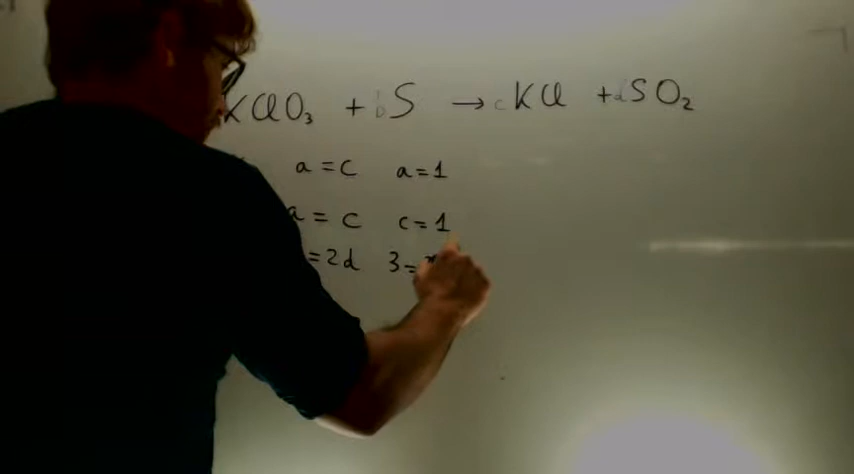 KClO₃ + b S → c KCl + d SO₂
a = c a = 1
a = c c = 1
= 2d 3 =